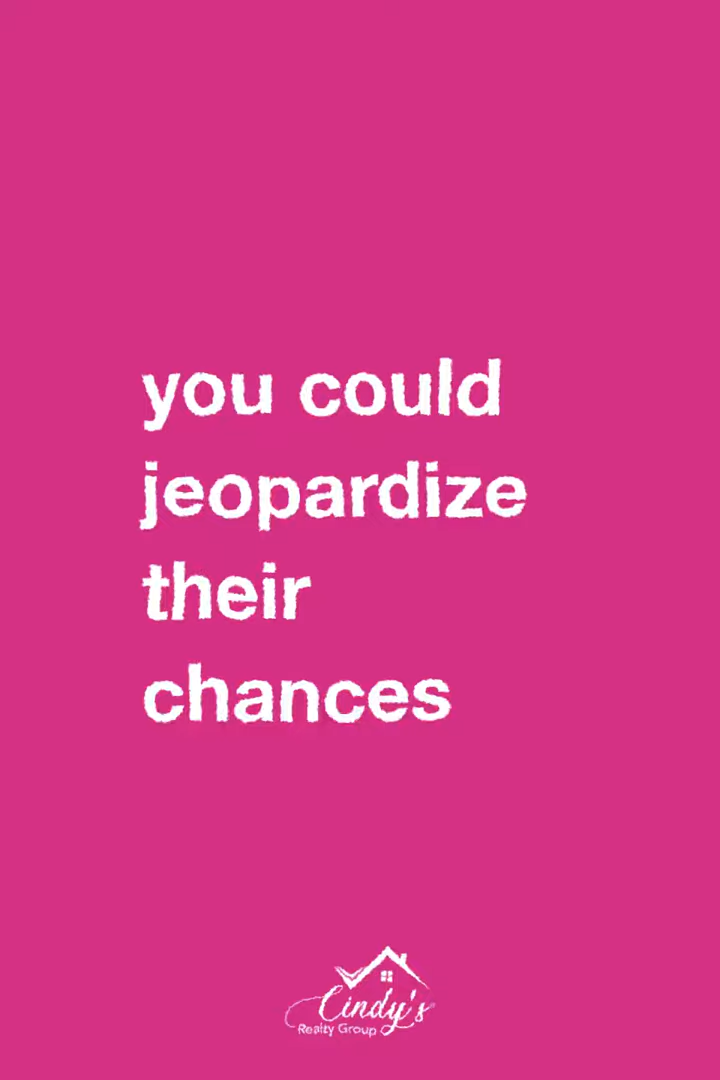 you could
jeopardize
their
chances
Cindy's
Realty Group